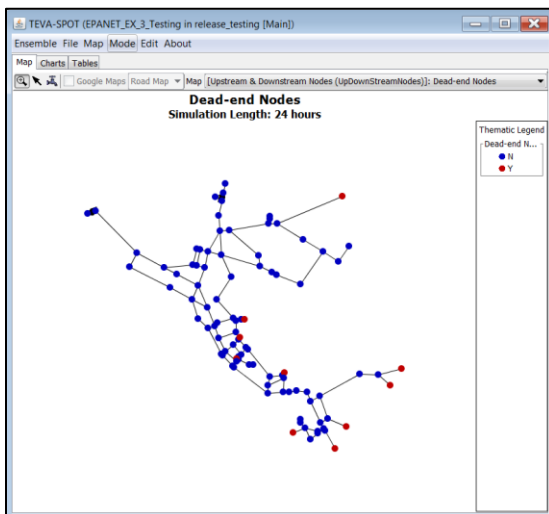 TEVA-SPOT (EPANET_EX_3_Testing in release_testing [Main])
Ensemble File Map Mode Edit About
Map Charts Tables
Google Maps Road Map Map [Upstream & Downstream Nodes (UpDownStreamNodes)]: Dead-end Nodes
Dead-end Nodes
Simulation Length: 24 hours
Thematic Legend
Dead-end N...
N
Y